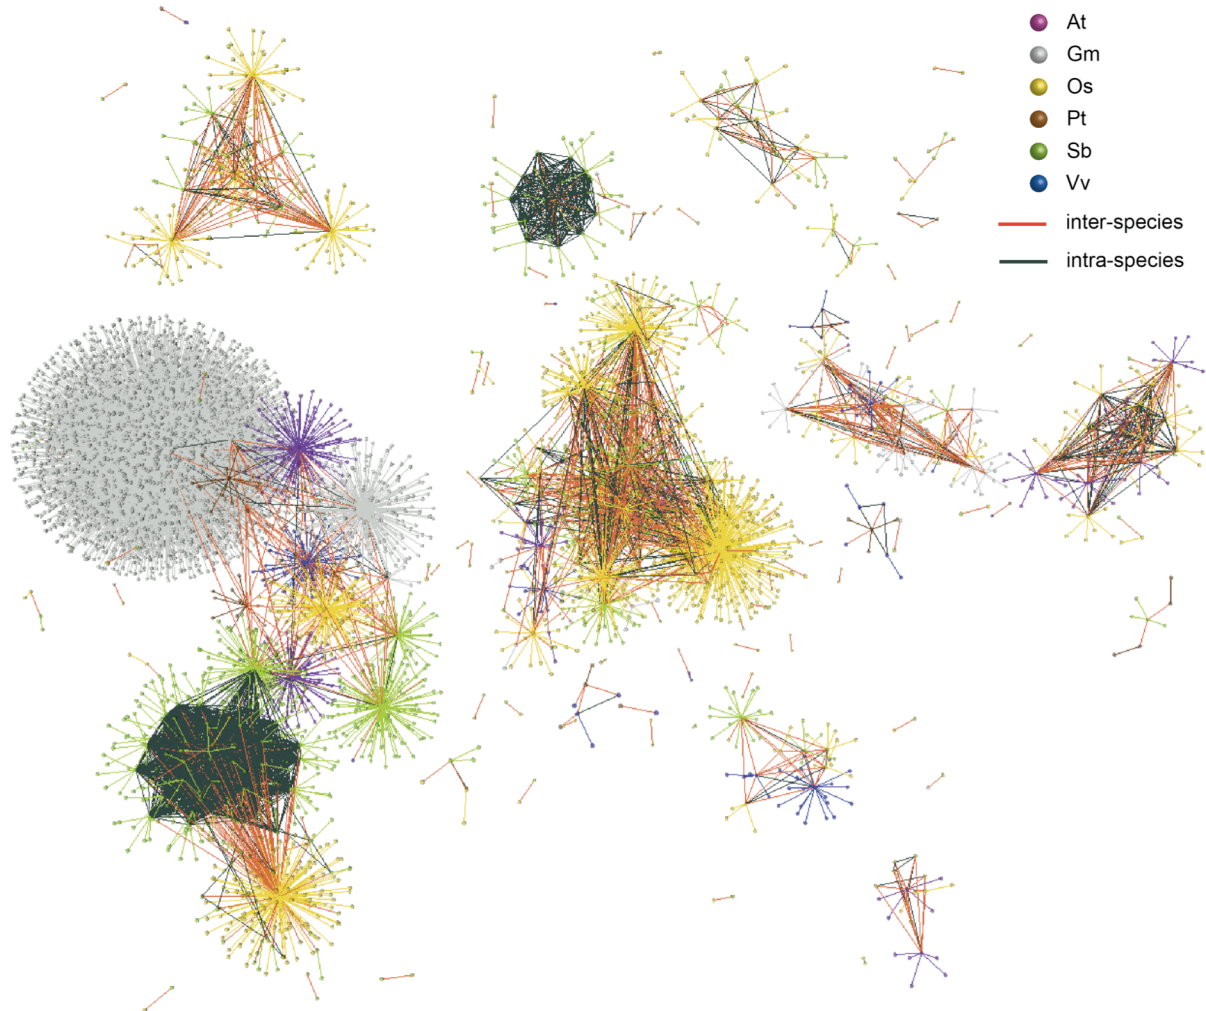 At
Gm
Os
Pt
Sb
Vv
inter-species
intra-species